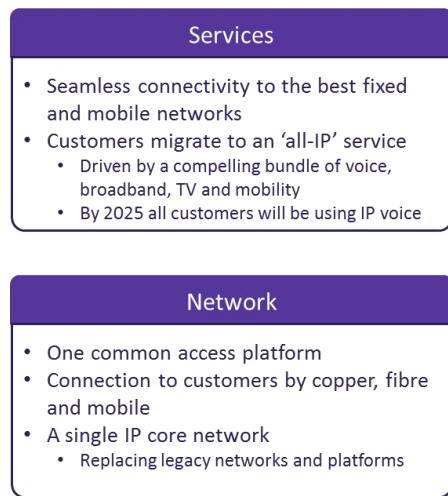 Services
• Seamless connectivity to the best fixed
and mobile networks
• Customers migrate to an ‘all-IP’ service
• Driven by a compelling bundle of voice,
broadband, TV and mobility
• By 2025 all customers will be using IP voice
Network
• One common access platform
• Connection to customers by copper, fibre
and mobile
• A single IP core network
• Replacing legacy networks and platforms